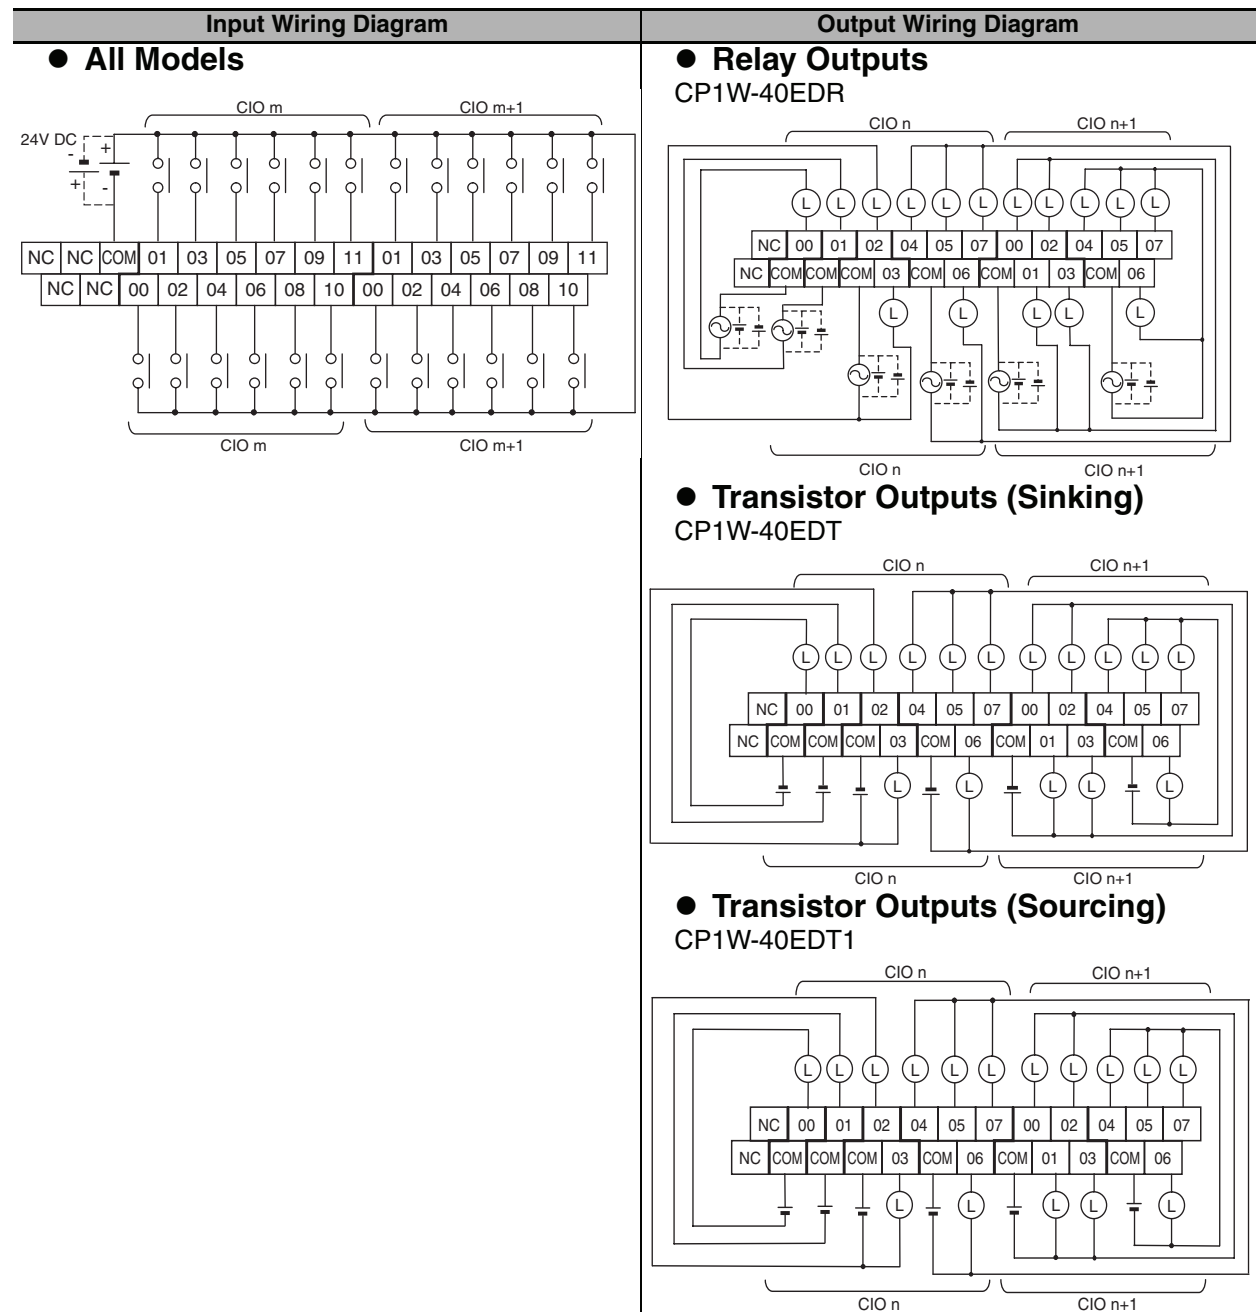 Input Wiring Diagram
Output Wiring Diagram
● All Models
CIO m CIO m+1
24V DC
- +
+ -
NC NC COM 01 03 05 07 09 11 01 03 05 07 09 11
NC NC 00 02 04 06 08 10 00 02 04 06 08 10
CIO m CIO m+1
● Relay Outputs
CP1W-40EDR
CIO n CIO n+1
L L L L L L L L L L L
NC 00 01 02 04 05 07 00 02 04 05 07
NC COM COM COM 03 COM 06 COM 01 03 COM 06
L L L L L
CIO n CIO n+1
● Transistor Outputs (Sinking)
CP1W-40EDT
CIO n CIO n+1
L L L L L L L L L L L
NC 00 01 02 04 05 07 00 02 04 05 07
NC COM COM COM 03 COM 06 COM 01 03 COM 06
L L L L L
CIO n CIO n+1
● Transistor Outputs (Sourcing)
CP1W-40EDT1
CIO n CIO n+1
L L L L L L L L L L L
NC 00 01 02 04 05 07 00 02 04 05 07
NC COM COM COM 03 COM 06 COM 01 03 COM 06
L L L L L
CIO n CIO n+1